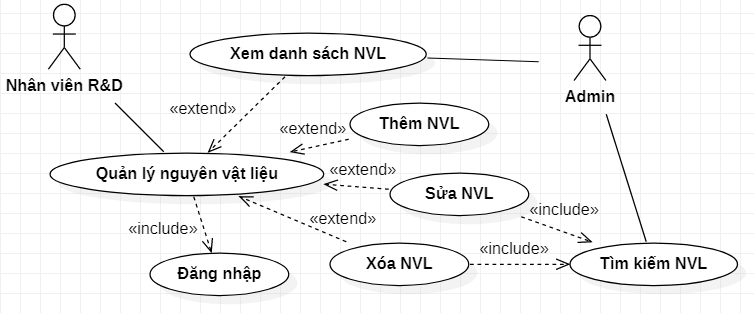 Xem danh sách NVL
Nhân viên R&D
Admin
«extend»
«extend»
Thêm NVL
Quản lý nguyên vật liệu
«extend»
Sửa NVL
«include»
«extend»
«include»
«include»
Đăng nhập
Xóa NVL
Tìm kiếm NVL